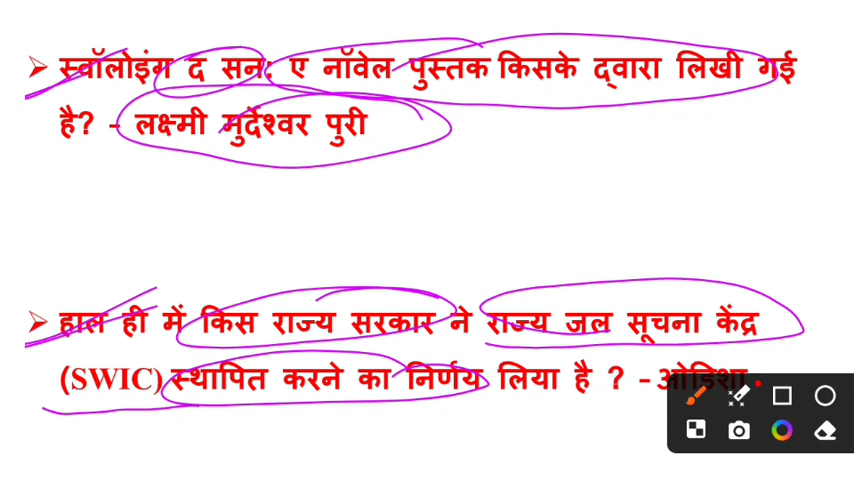 ➢ स्वॉलोइंग द सन: ए नॉवेल पुस्तक किसके द्वारा लिखी गई
है? - लक्ष्मी मुर्देश्वर पुरी
➢ हाल ही में किस राज्य सरकार ने राज्य जल सूचना केंद्र
(SWIC) स्थापित करने का निर्णय लिया है ? - ओडिशा